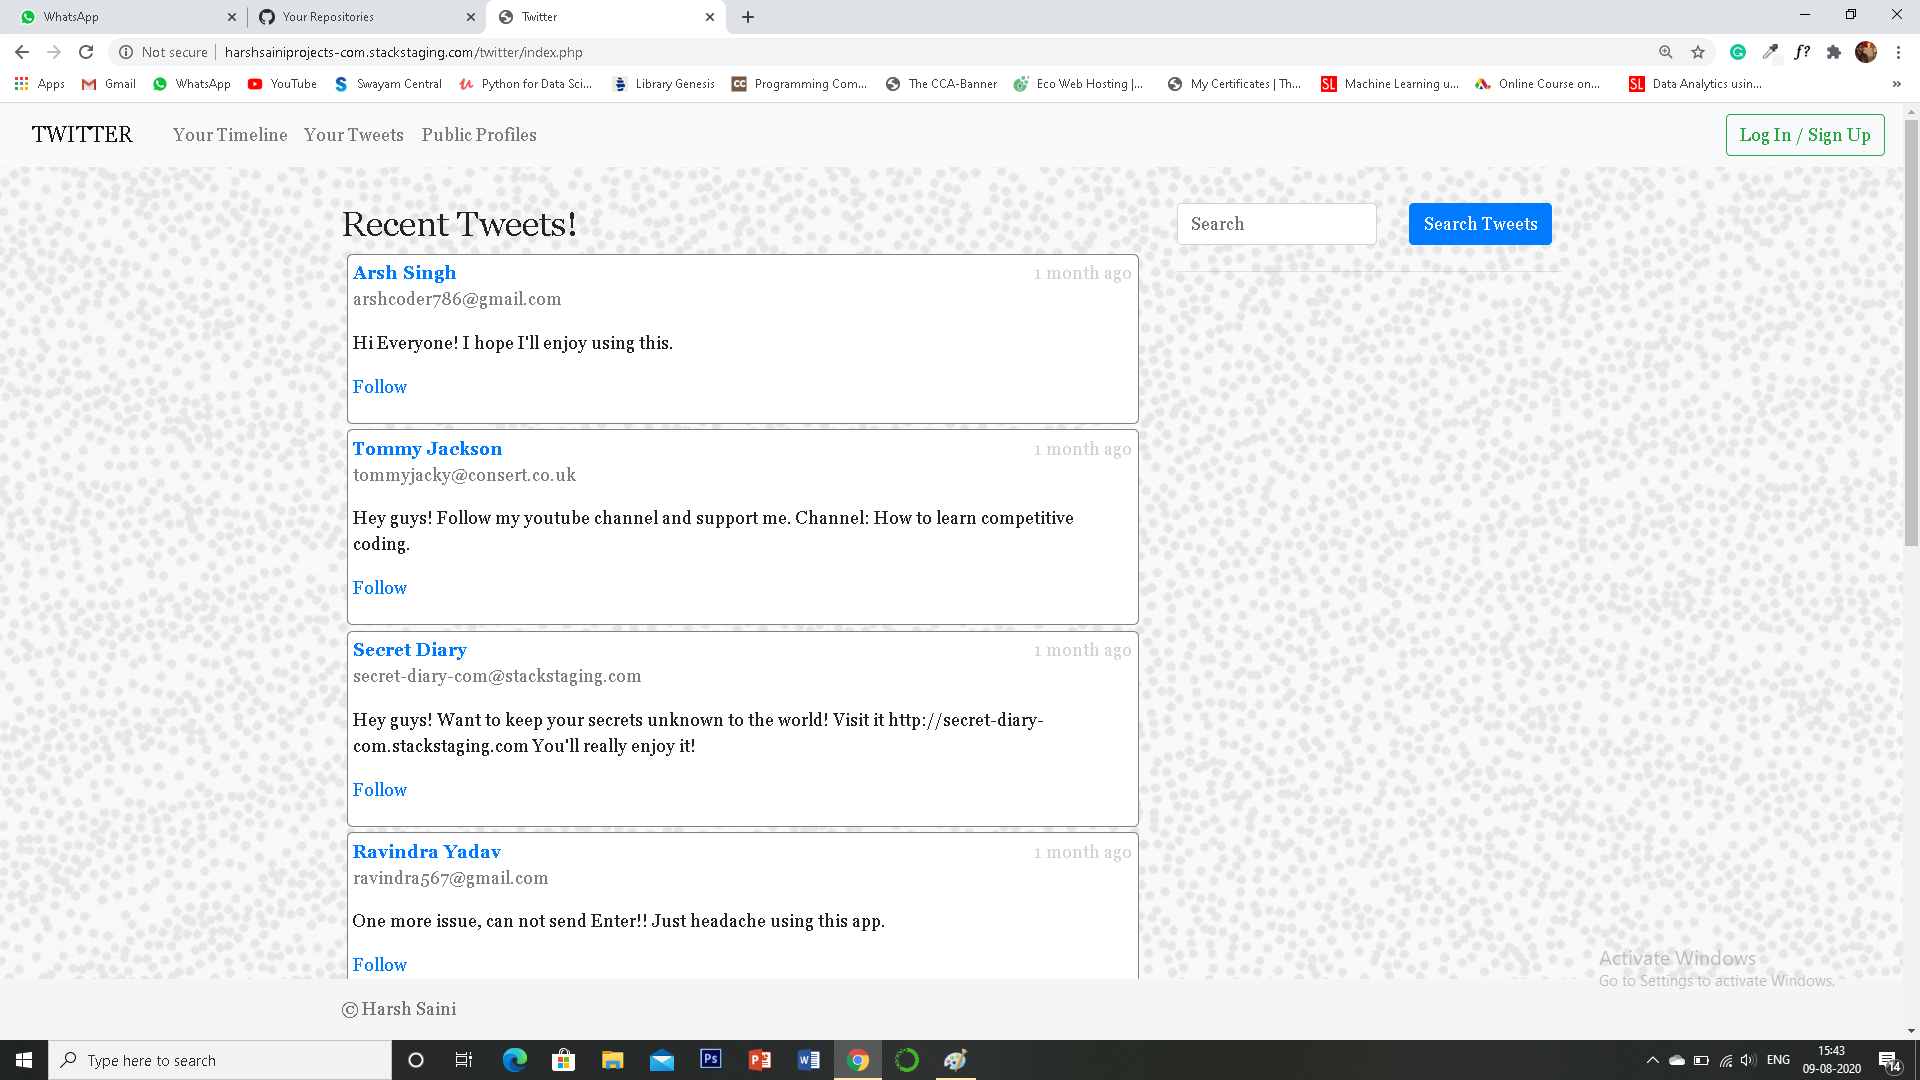 WhatsApp
Your Repositories
Twitter
Not secure
harshsainiprojects-com.stackstaging.com/twitter/index.php
f?
Apps
Gmail
WhatsApp
YouTube
Swayam Central
Python for Data Sci...
Library Genesis
CC
Programming Com...
The CCA-Banner
Eco Web Hosting |...
My Certificates | Th...
SL
Machine Learning u...
Online Course on...
SL
Data Analytics usin...
»
TWITTER
Your Timeline
Your Tweets
Public Profiles
Log In / Sign Up
Recent Tweets!
Search
Search Tweets
Arsh Singh
1 month ago
arshcoder786@gmail.com
Hi Everyone! I hope I'll enjoy using this.
Follow
Tommy Jackson
1 month ago
tommyjacky@consert.co.uk
Hey guys! Follow my youtube channel and support me. Channel: How to learn competitive
coding.
Follow
Secret Diary
1 month ago
secret-diary-com@stackstaging.com
Hey guys! Want to keep your secrets unknown to the world! Visit it http://secret-diary-
com.stackstaging.com You'll really enjoy it!
Follow
Ravindra Yadav
1 month ago
ravindra567@gmail.com
One more issue, can not send Enter!! Just headache using this app.
Follow
Activate Windows
Go to Settings to activate Windows.
© Harsh Saini
Type here to search
Ps
ENG
15:43
09-08-2020
14